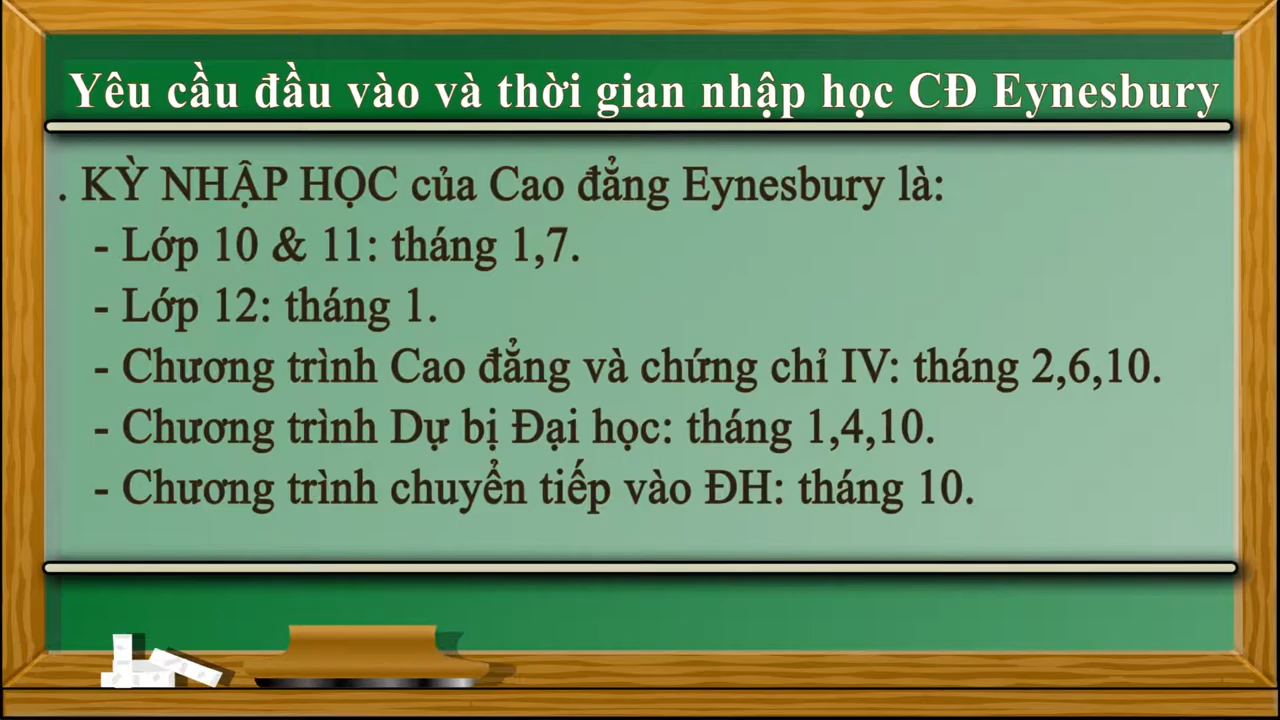 Yêu cầu đầu vào và thời gian nhập học CĐ Eynesbury
. KỲ NHẬP HỌC của Cao đẳng Eynesbury là:
- Lớp 10 & 11: tháng 1,7.
- Lớp 12: tháng 1.
- Chương trình Cao đẳng và chứng chỉ IV: tháng 2,6,10.
- Chương trình Dự bị Đại học: tháng 1,4,10.
- Chương trình chuyển tiếp vào ĐH: tháng 10.